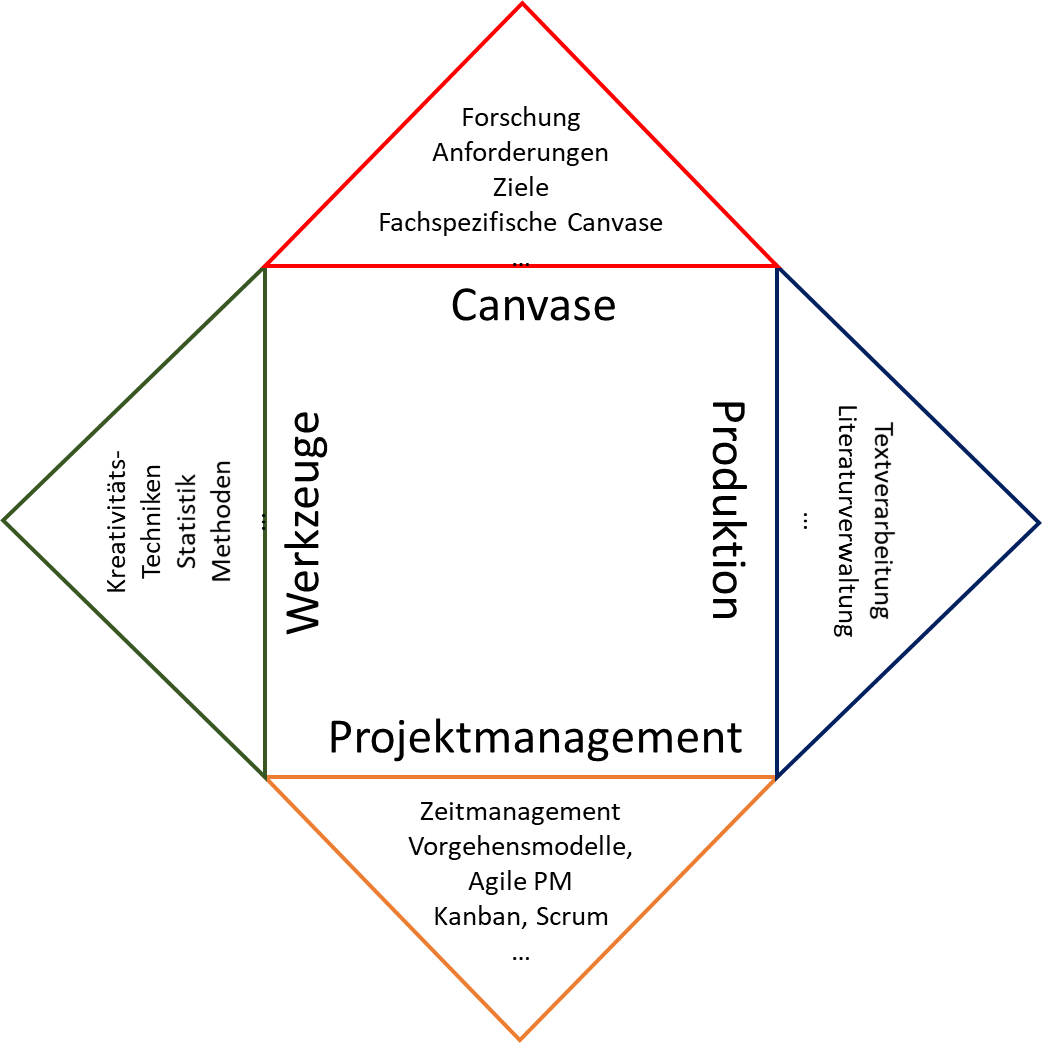 Forschung
Anforderungen
Ziele
Fachspezifische Canvase
...
Canvase
Kreativitäts-
Techniken
Statistik
Methoden
...
Werkzeuge
Produktion
Textverarbeitung
Literaturverwaltung
...
Projektmanagement
Zeitmanagement
Vorgehensmodelle,
Agile PM
Kanban, Scrum
...